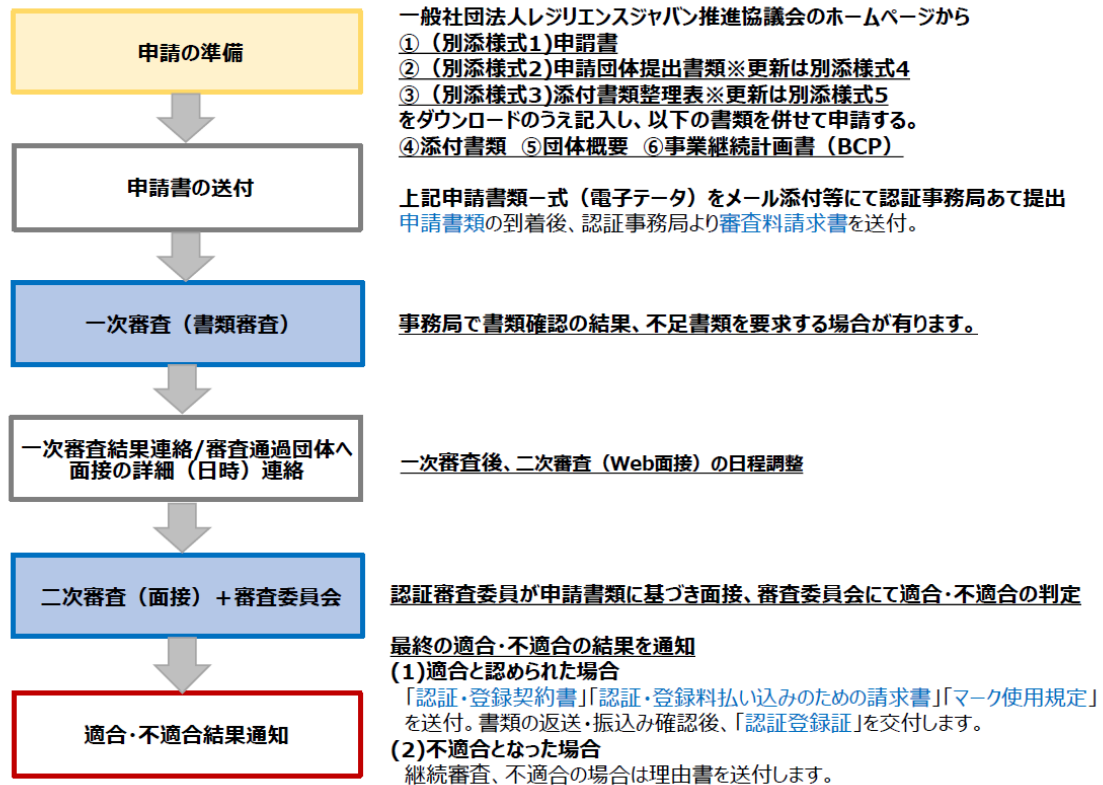 申請の準備
一般社団法人レジリエンスジャパン推進協議会のホームページから
①（別添様式1)申請書
②（別添様式2)申請団体提出書類※更新は別添様式4
③（別添様式3)添付書類整理表※更新は別添様式5
をダウンロードのうえ記入し、以下の書類を併せて申請する。
④添付書類 ⑤団体概要 ⑥事業継続計画書（BCP）
申請書の送付
上記申請書類一式（電子テータ）をメール添付等にて認証事務局あて提出
申請書類の到着後、認証事務局より審査料請求書を送付。
一次審査（書類審査）
事務局で書類確認の結果、不足書類を要求する場合が有ります。
一次審査結果連絡/審査通過団体へ
面接の詳細（日時）連絡
一次審査後、二次審査（Web面接）の日程調整
二次審査（面接）＋審査委員会
認証審査委員が申請書類に基づき面接、審査委員会にて適合・不適合の判定
適合・不適合結果通知
最終の適合・不適合の結果を通知
(1)適合と認められた場合
「認証・登録契約書」「認証・登録料払い込みのための請求書」「マーク使用規定」
を送付。書類の返送・振込み確認後、「認証登録証」を交付します。
(2)不適合となった場合
継続審査、不適合の場合は理由書を送付します。